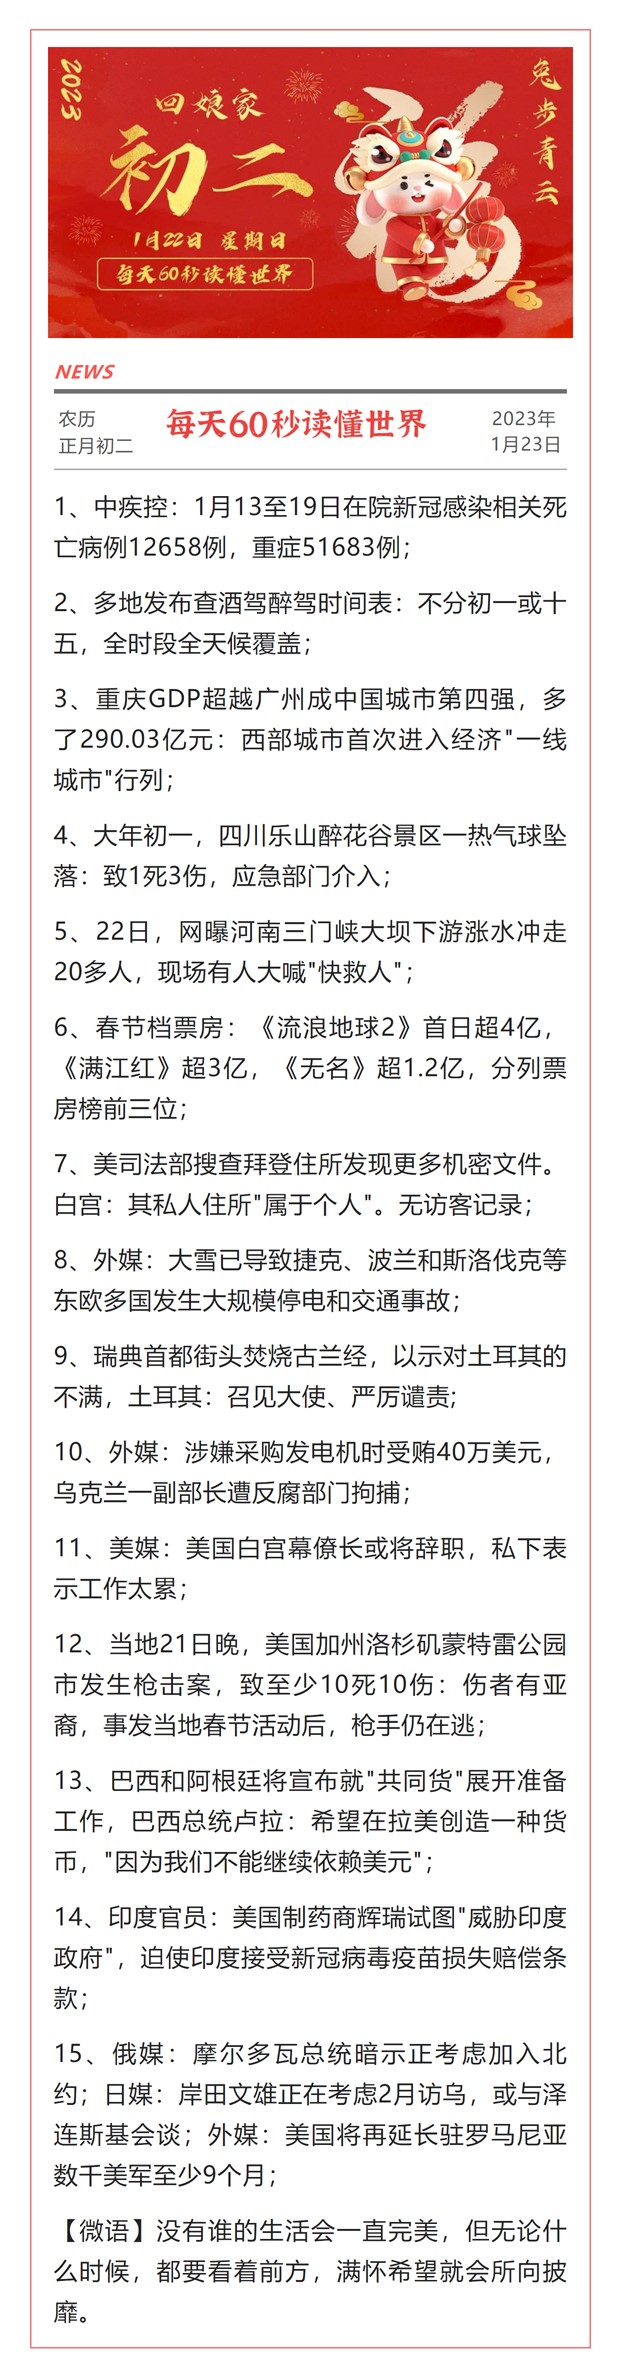 2023
回娘家
初二
1月22日 星期日
每天60秒读懂世界
兔步青云
NEWS
农历
正月初二
每天60秒读懂世界
2023年
1月23日
1、中疾控：1月13至19日在院新冠感染相关死
亡病例12658例，重症51683例；
2、多地发布查酒驾醉驾时间表：不分初一或十
五，全时段全天候覆盖；
3、重庆GDP超越广州成中国城市第四强，多
了290.03亿元：西部城市首次进入经济"一线
城市"行列；
4、大年初一，四川乐山醉花谷景区一热气球坠
落：致1死3伤，应急部门介入；
5、22日，网曝河南三门峡大坝下游涨水冲走
20多人，现场有人大喊"快救人"；
6、春节档票房：《流浪地球2》首日超4亿，
《满江红》超3亿，《无名》超1.2亿，分列票
房榜前三位；
7、美司法部搜查拜登住所发现更多机密文件。
白宫：其私人住所"属于个人"。无访客记录；
8、外媒：大雪已导致捷克、波兰和斯洛伐克等
东欧多国发生大规模停电和交通事故；
9、瑞典首都街头焚烧古兰经，以示对土耳其的
不满，土耳其：召见大使、严厉谴责;
10、外媒：涉嫌采购发电机时受贿40万美元，
乌克兰一副部长遭反腐部门拘捕；
11、美媒：美国白宫幕僚长或将辞职，私下表
示工作太累；
12、当地21日晚，美国加州洛杉矶蒙特雷公园
市发生枪击案，致至少10死10伤：伤者有亚
裔，事发当地春节活动后，枪手仍在逃；
13、巴西和阿根廷将宣布就"共同货"展开准备
工作，巴西总统卢拉：希望在拉美创造一种货
币，"因为我们不能继续依赖美元"；
14、印度官员：美国制药商辉瑞试图"威胁印度
政府"，迫使印度接受新冠病毒疫苗损失赔偿条
款；
15、俄媒：摩尔多瓦总统暗示正考虑加入北
约；日媒：岸田文雄正在考虑2月访乌，或与泽
连斯基会谈；外媒：美国将再延长驻罗马尼亚
数千美军至少9个月；
【微语】没有谁的生活会一直完美，但无论什
么时候，都要看着前方，满怀希望就会所向披
靡。